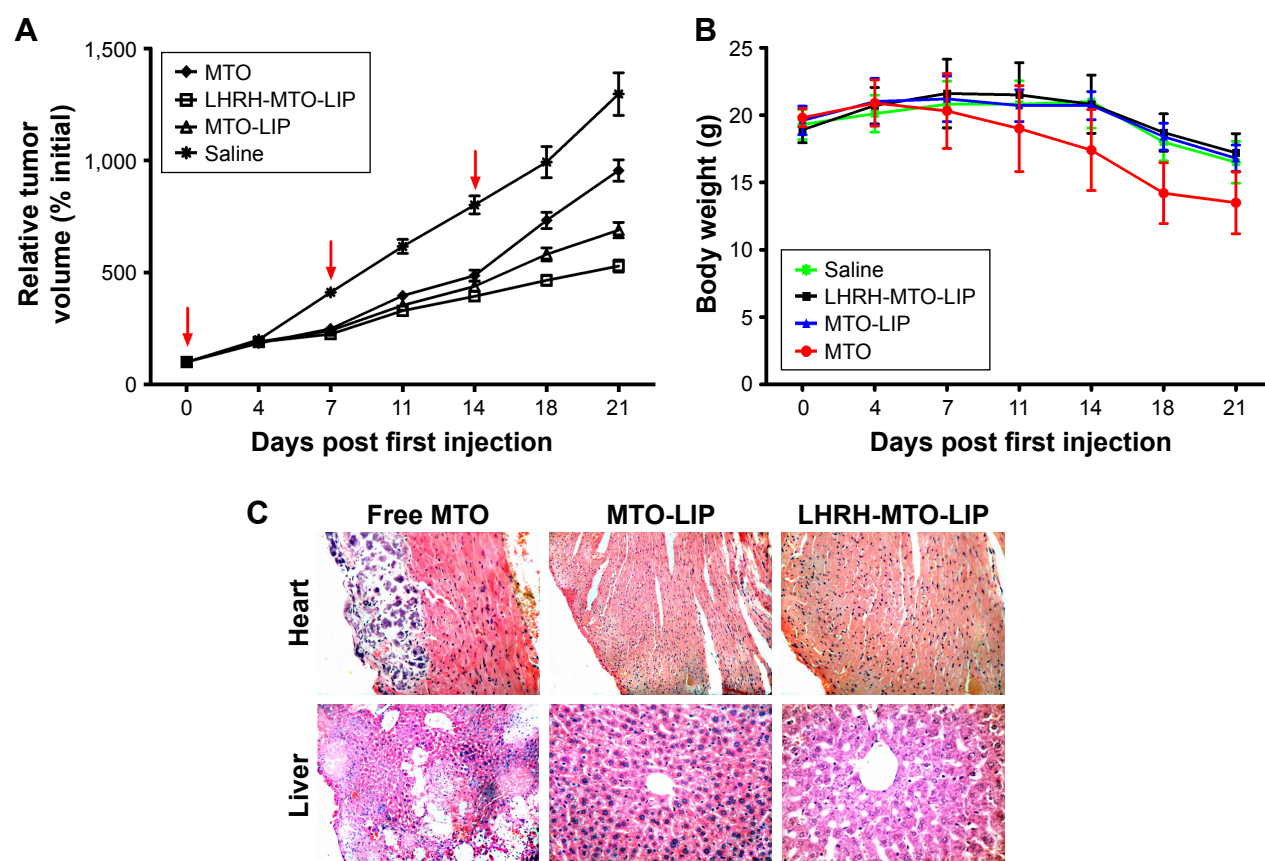 A
Relative tumor
volume (% initial)
1,500
1,000
500
0
MTO
LHRH-MTO-LIP
MTO-LIP
Saline
0 4 7 11 14 18 21
Days post first injection
B
Body weight (g)
25
20
15
10
5
0
Saline
LHRH-MTO-LIP
MTO-LIP
MTO
0 4 7 11 14 18 21
Days post first injection
C
Free MTO MTO-LIP LHRH-MTO-LIP
Heart
Liver